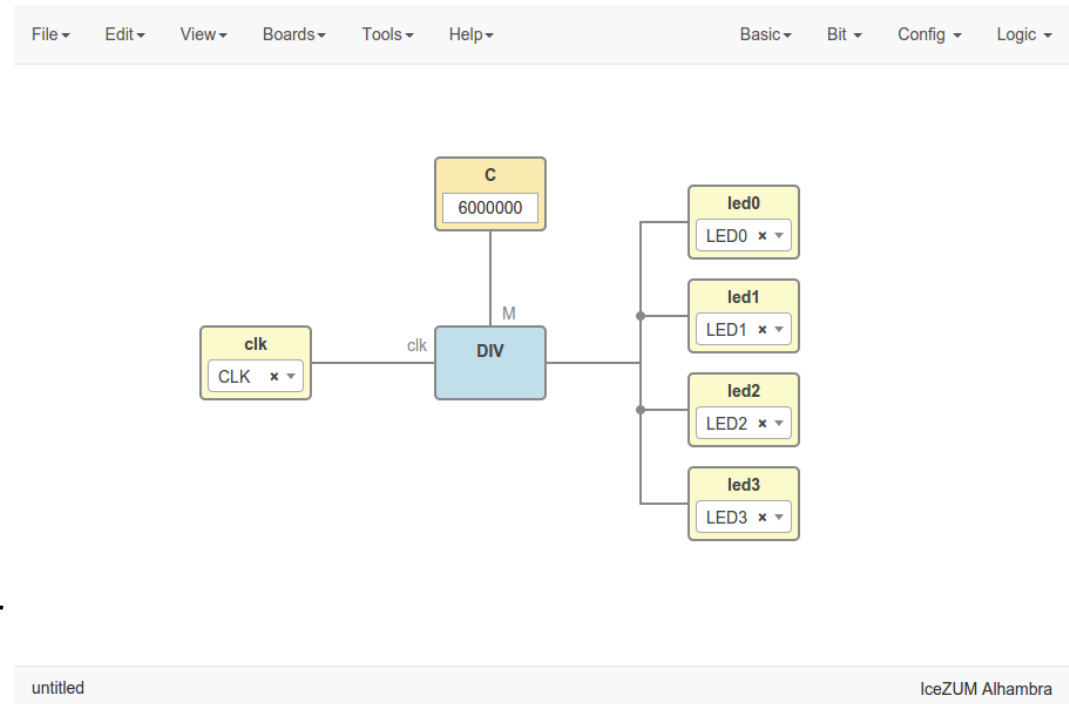 File Edit View Boards Tools Help Basic Bit Config Logic
C
6000000
led0
LED0 ×
led1
LED1 ×
M
clk
CLK ×
clk
DIV
led2
LED2 ×
led3
LED3 ×
untitled IceZUM Alhambra